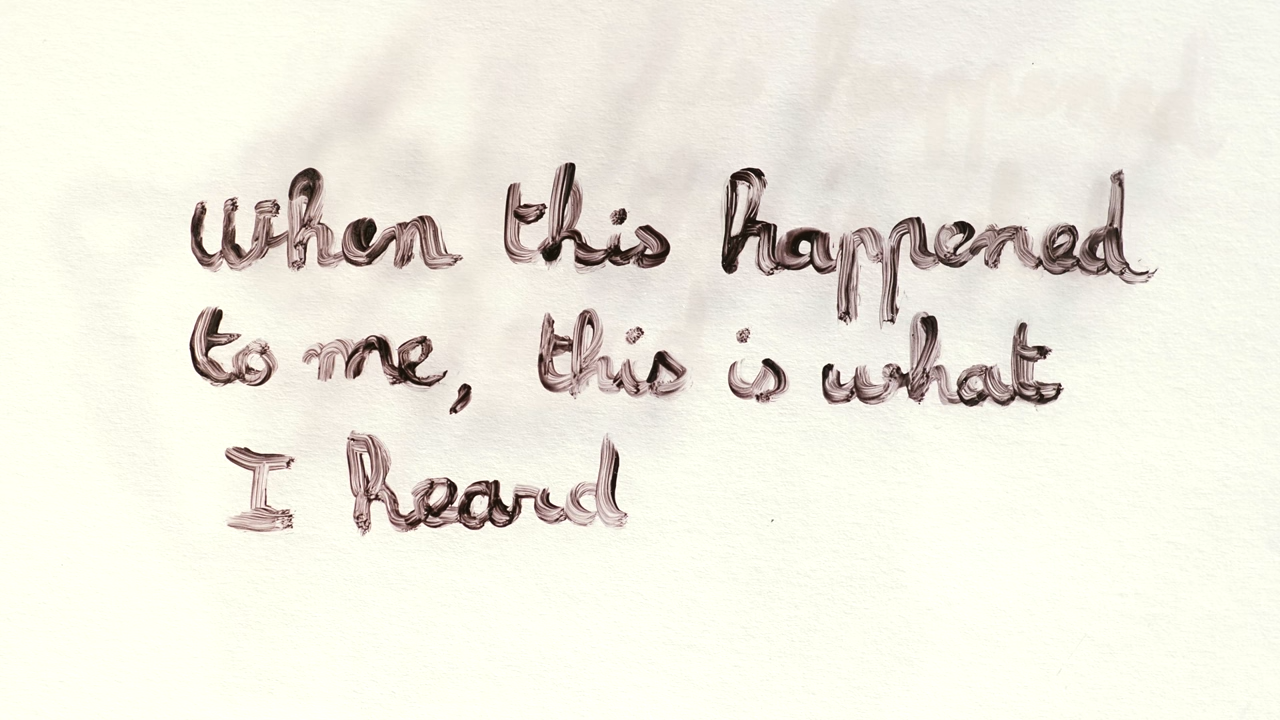 When this happened
to me, this is what
I heard